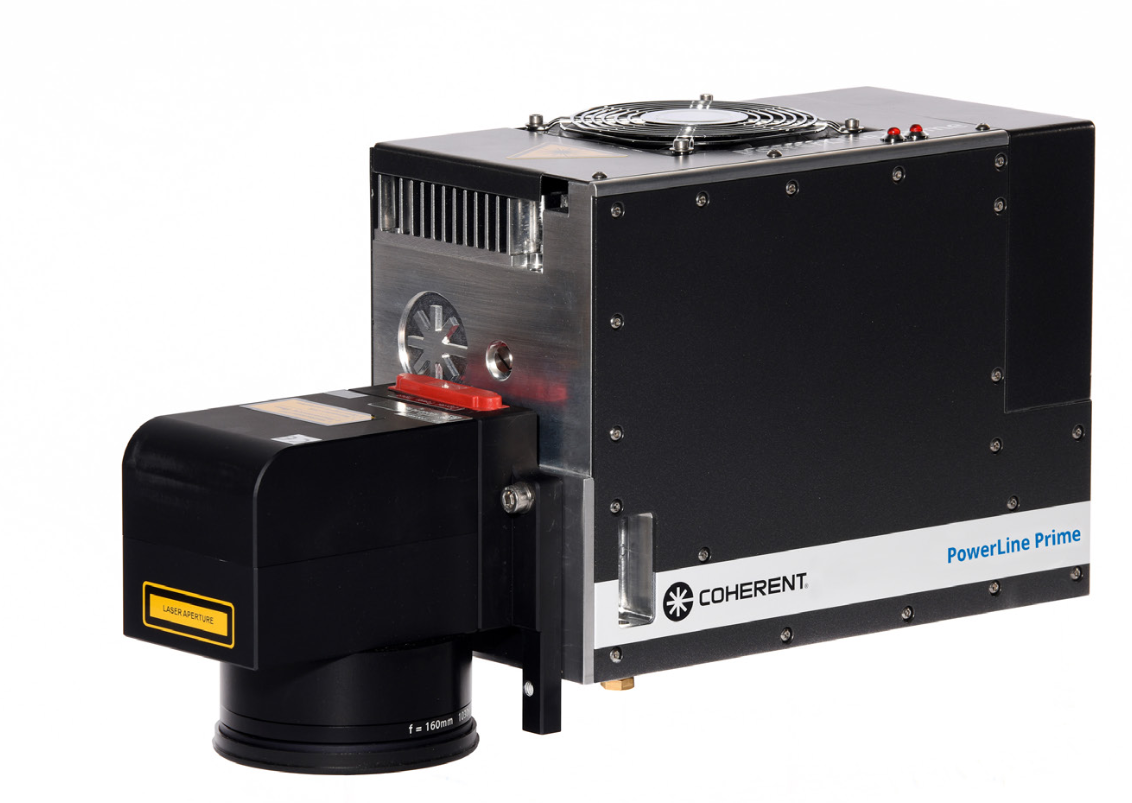 LASER APERTURE
f = 160mm
COHERENT®
PowerLine Prime